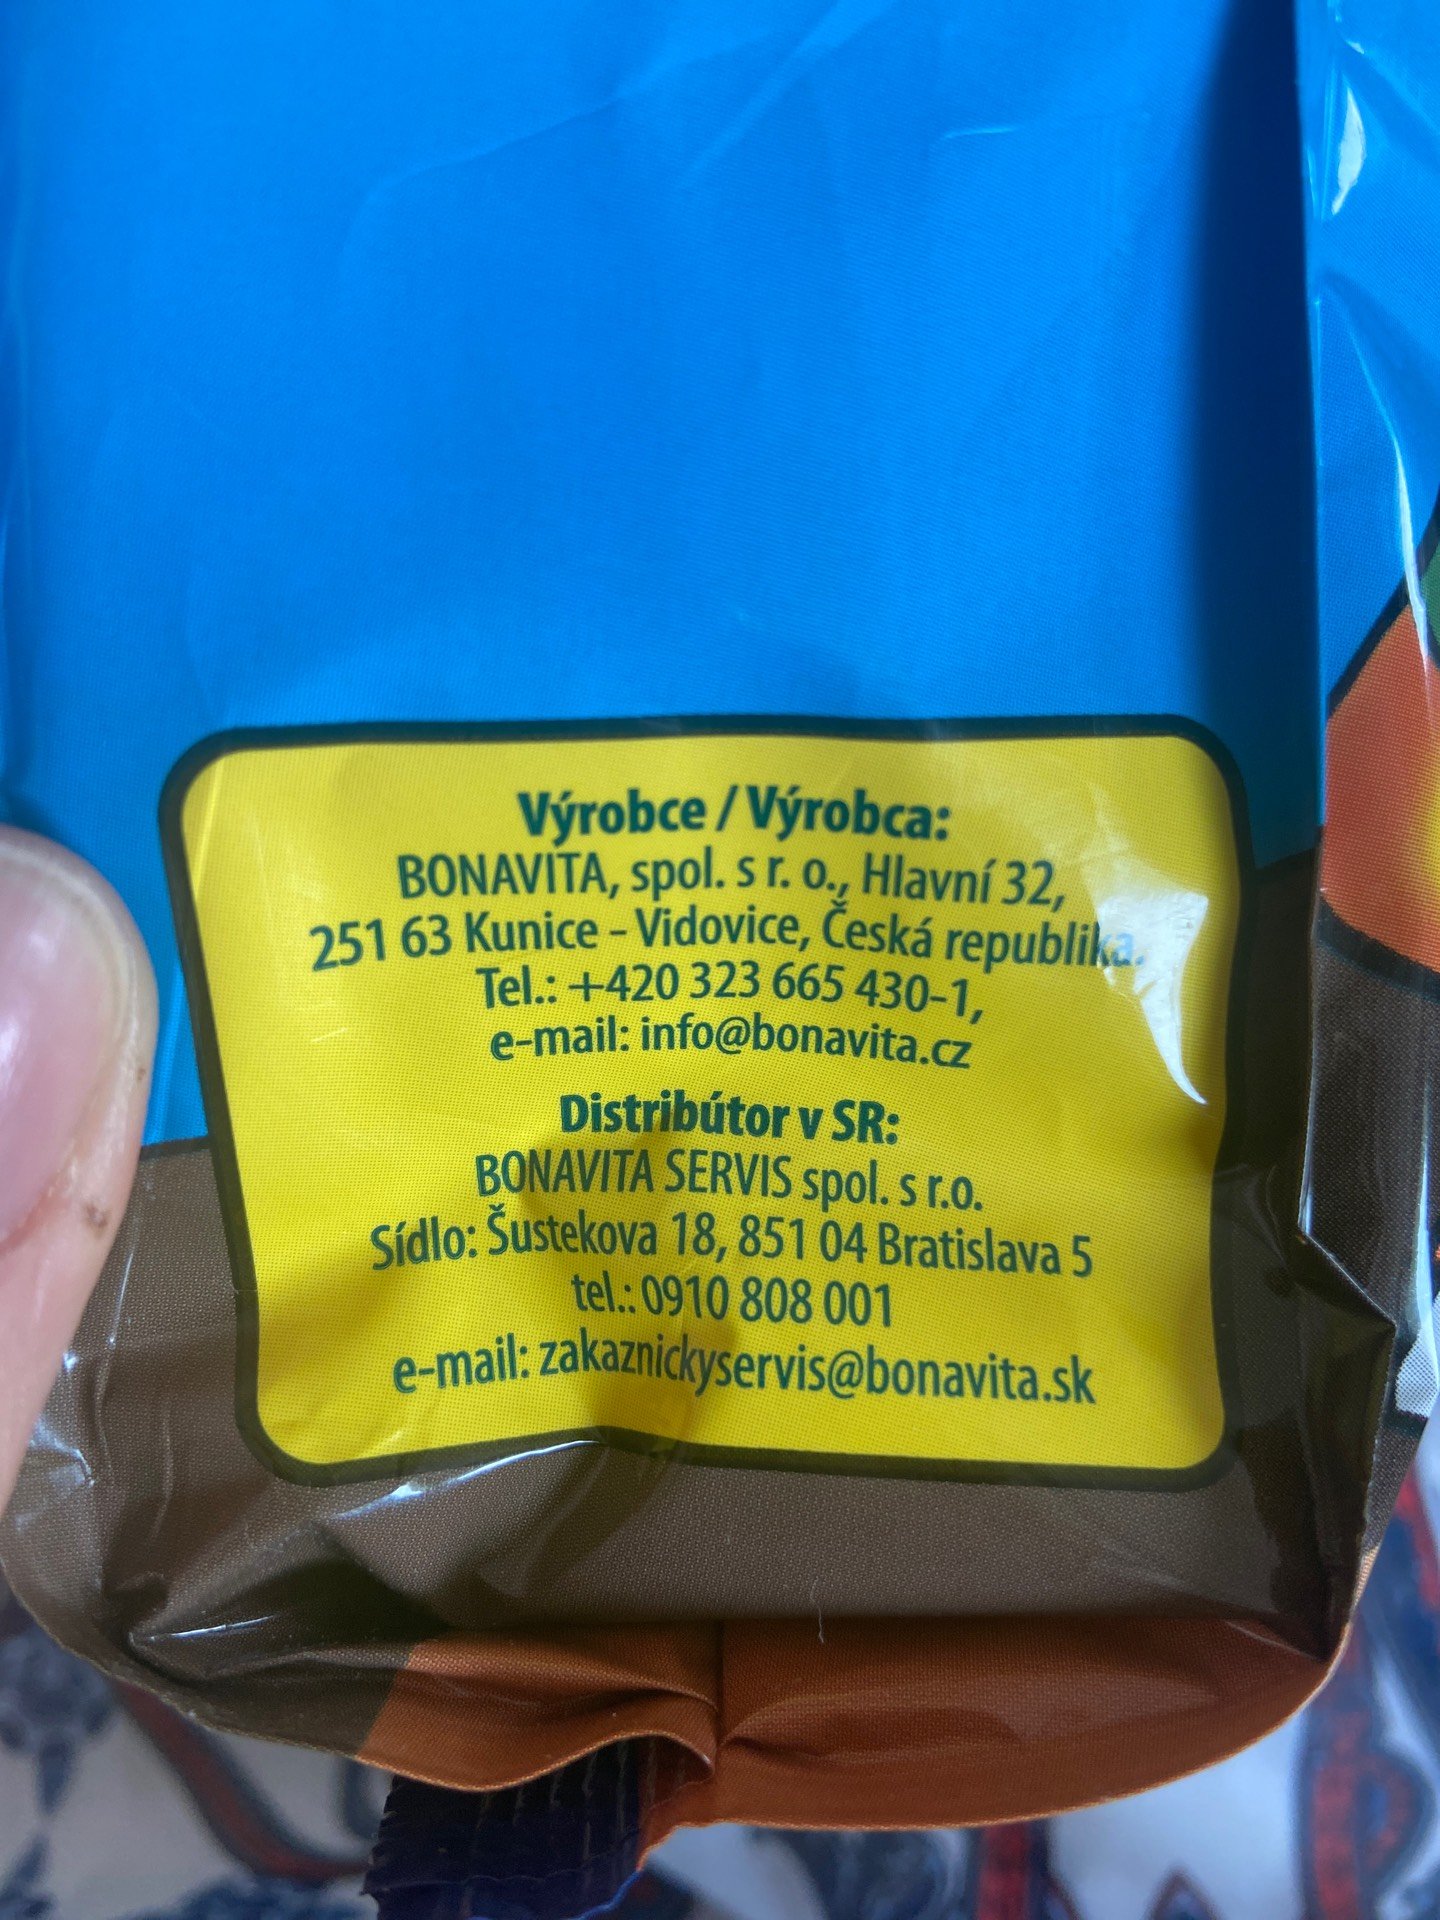 Výrobce / Výrobca:
BONAVITA, spol. s r. o., Hlavní 32,
251 63 Kunice - Vidovice, Česká republika.
Tel.: +420 323 665 430-1,
e-mail: info@bonavita.cz
Distribútor v SR:
BONAVITA SERVIS spol. s r.o.
Sídlo: Šustekova 18, 851 04 Bratislava 5
tel.: 0910 808 001
e-mail: zakaznickyservis@bonavita.sk